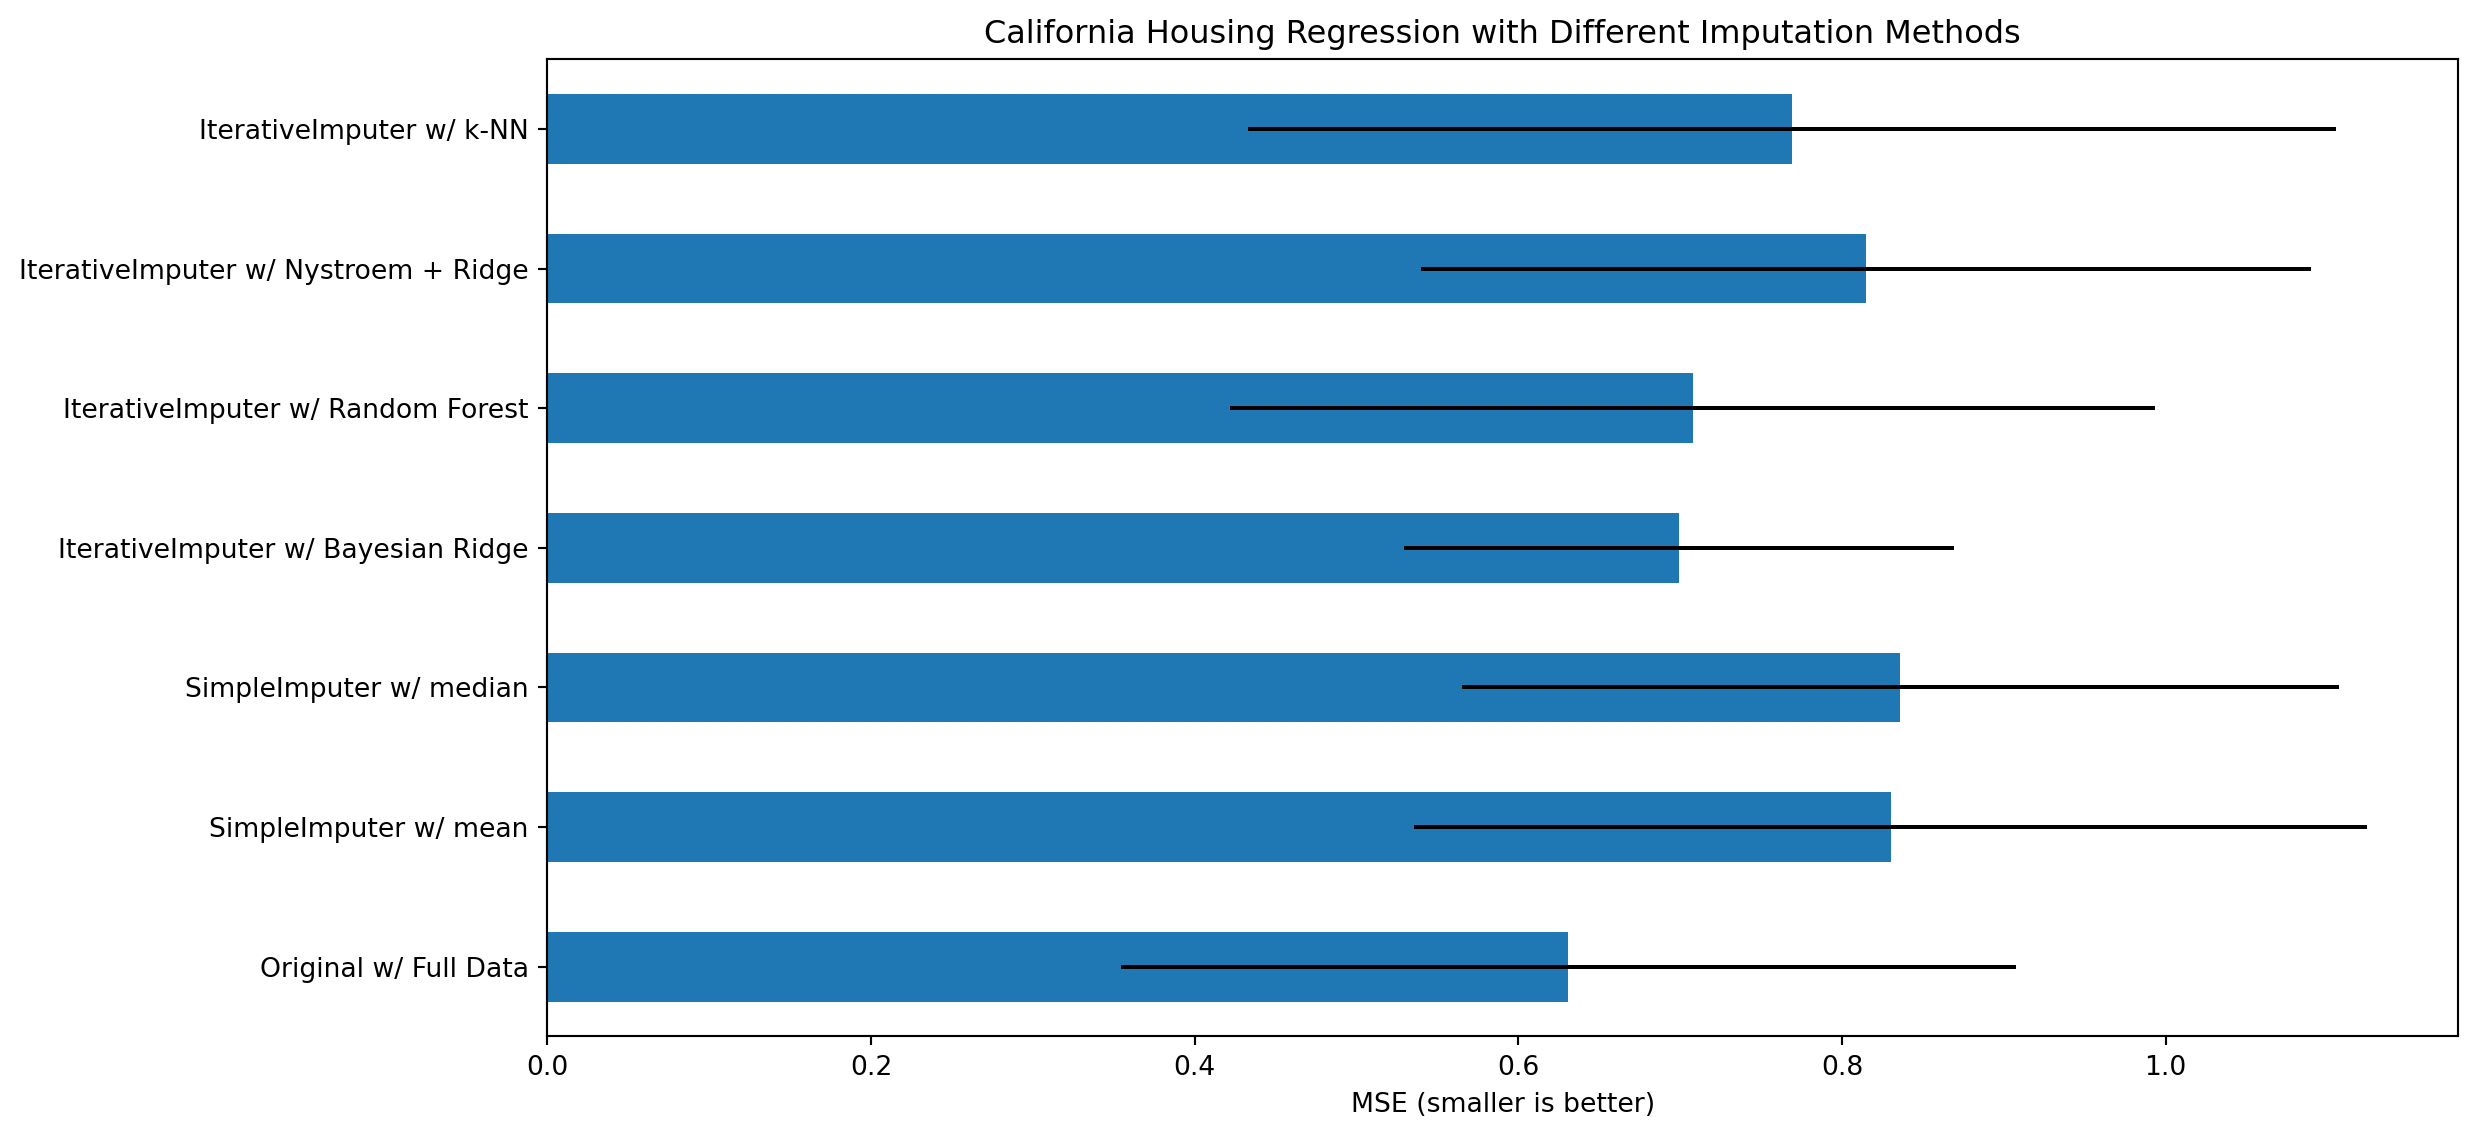 California Housing Regression with Different Imputation Methods
IterativeImputer w/ k-NN
IterativeImputer w/ Nystroem + Ridge
IterativeImputer w/ Random Forest
IterativeImputer w/ Bayesian Ridge
SimpleImputer w/ median
SimpleImputer w/ mean
Original w/ Full Data
0.0 0.2 0.4 0.6 0.8 1.0
MSE (smaller is better)